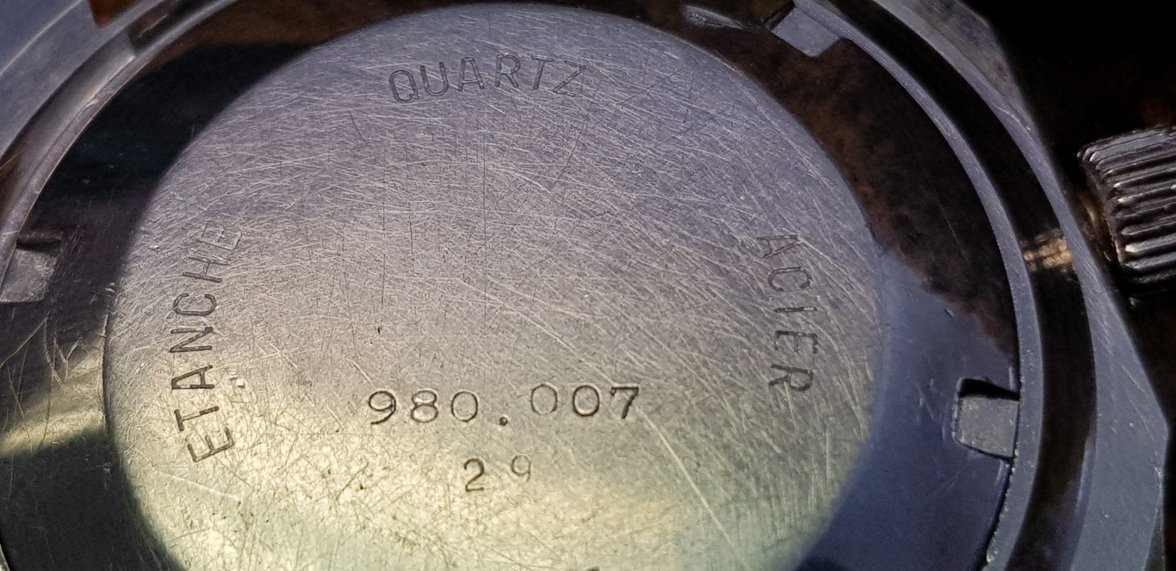 QUARTZ
ETANCHE
ACIER
980.007
29